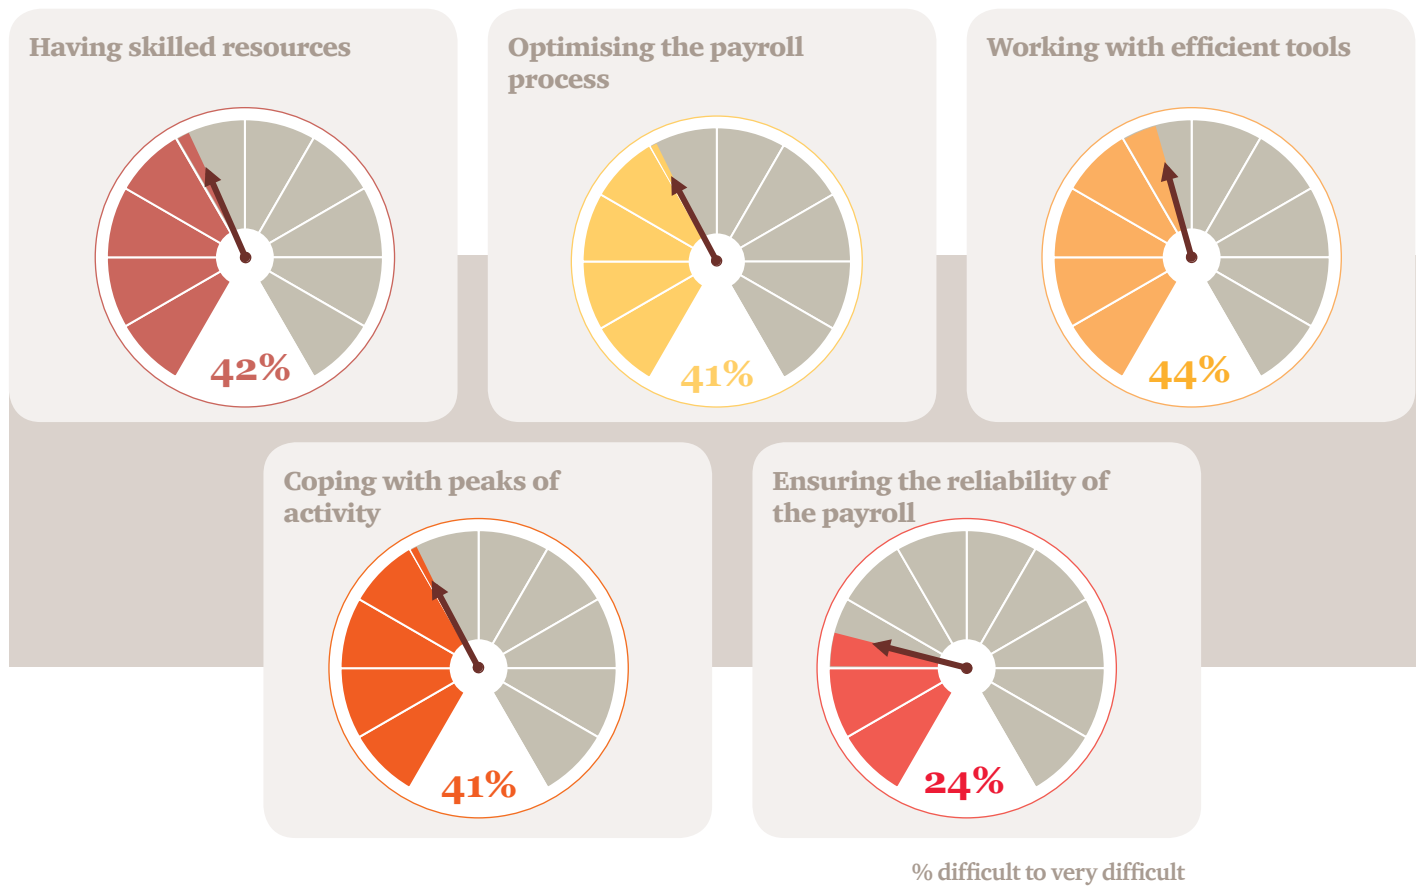 Having skilled resources
42%
Optimising the payroll
process
41%
Working with efficient tools
44%
Coping with peaks of
activity
41%
Ensuring the reliability of
the payroll
24%
% difficult to very difficult